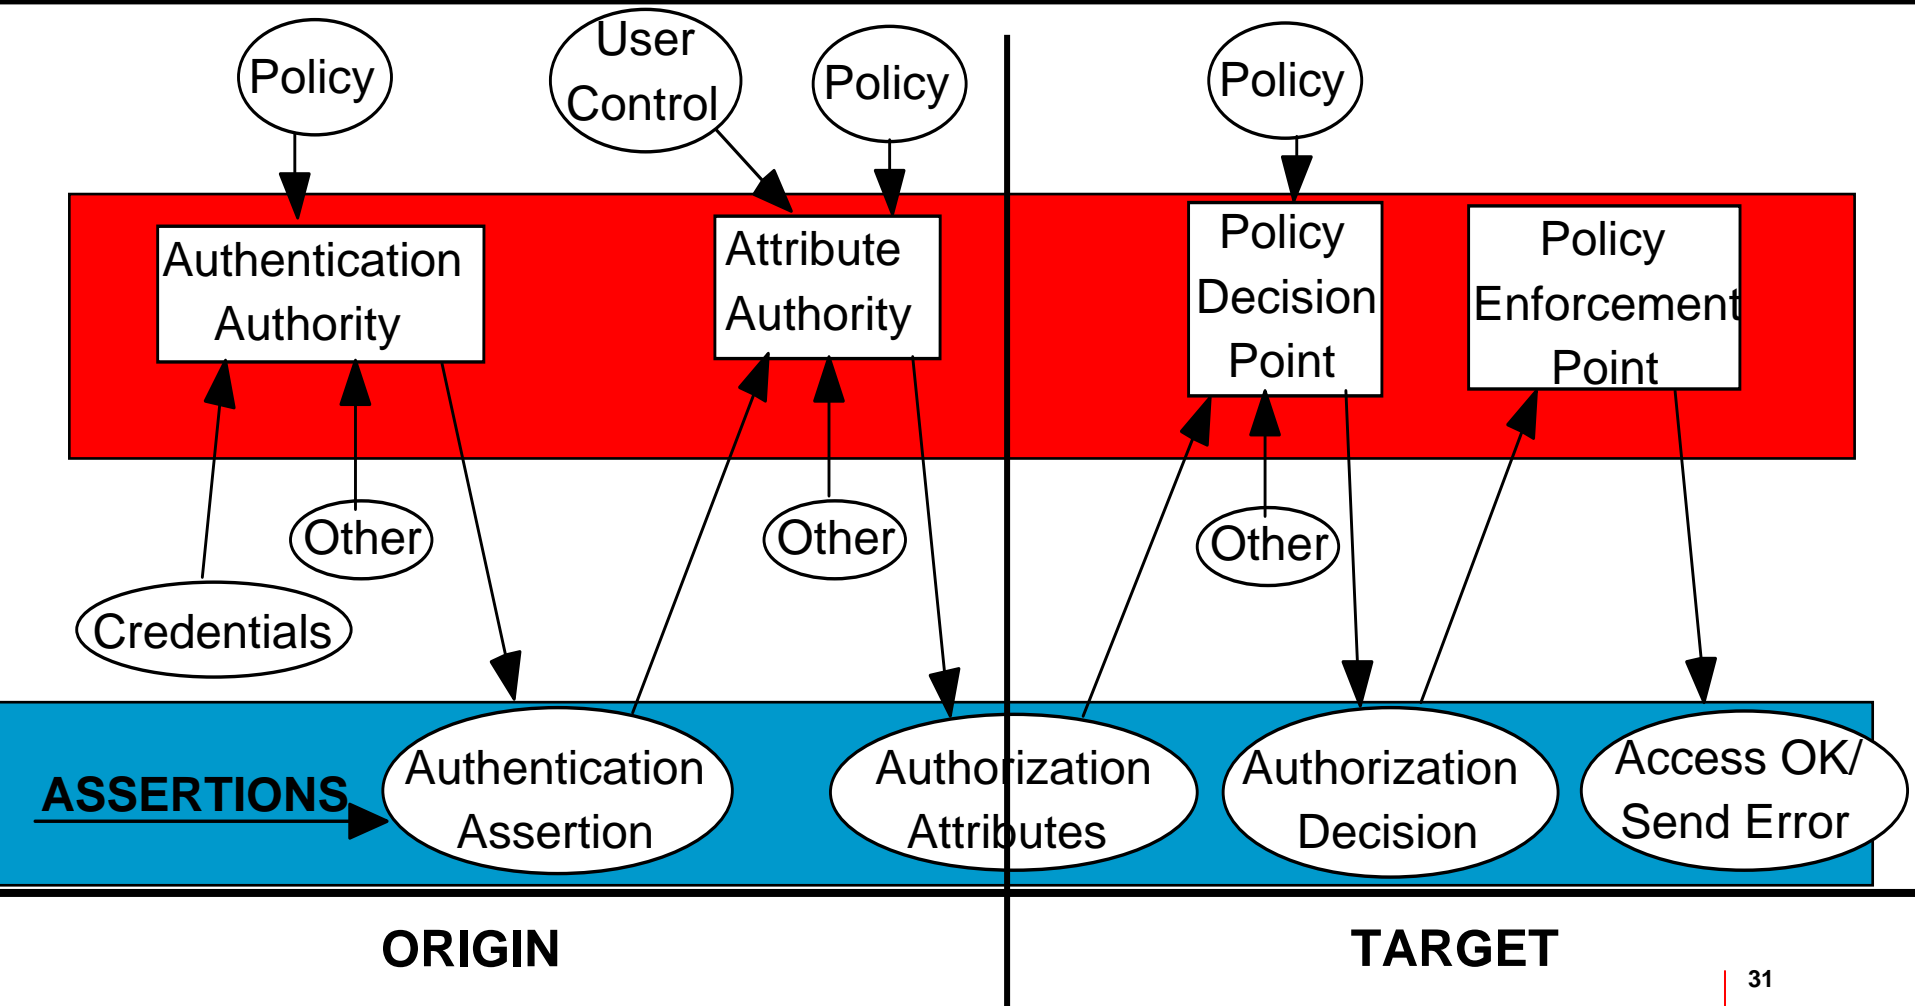 Policy
User
Control
Policy
Policy
Authentication
Authority
Attribute
Authority
Policy
Decision
Point
Policy
Enforcement
Point
Other
Other
Other
Credentials
ASSERTIONS
Authentication
Assertion
Authorization
Attributes
Authorization
Decision
Access OK/
Send Error
ORIGIN
TARGET
31